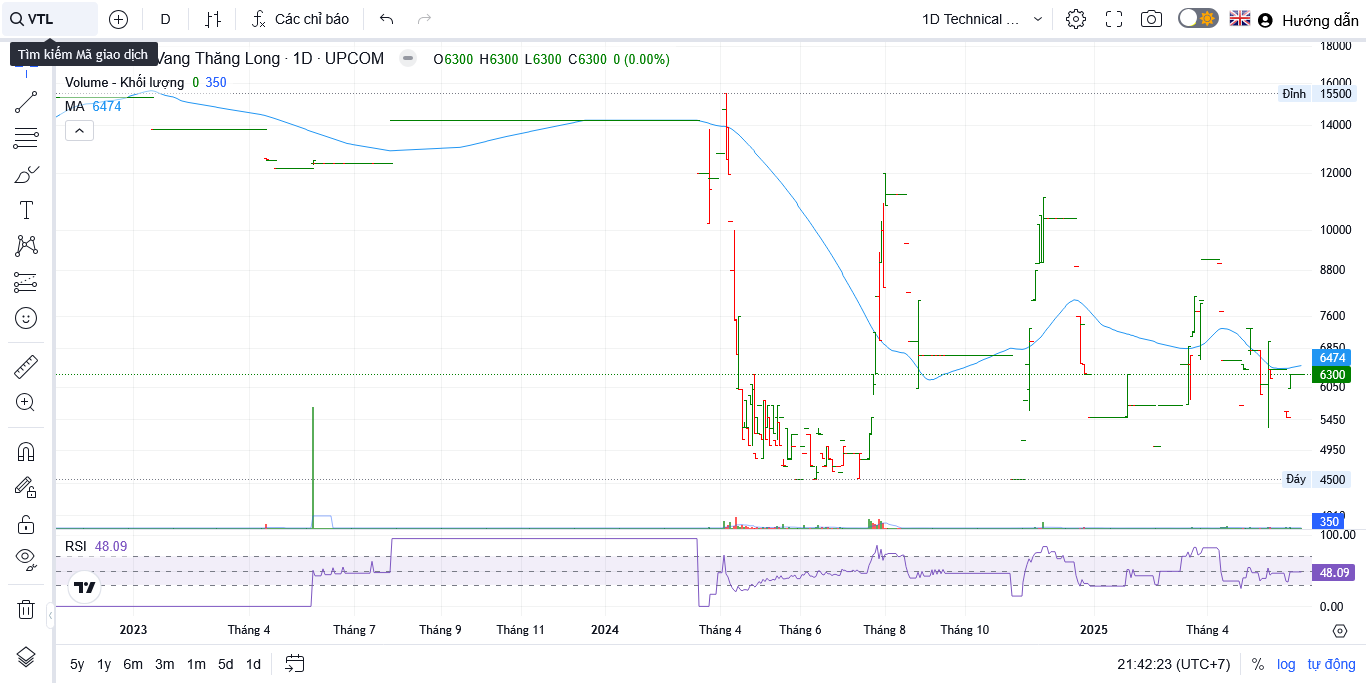 VTL
D
Các chỉ báo
1D Technical ...
Hướng dẫn
Tìm kiếm Mã giao dịch
Vang Thăng Long · 1D · UPCOM
O6300 H6300 L6300 C6300 0 (0.00%)
Volume - Khối lượng 0 350
MA 6474
18000
16000
Đỉnh 15500
14000
12000
10000
8800
7600
6850
6474
6300
6050
5450
4950
Đáy 4500
350
RSI 48.09
100.00
48.09
0.00
2023 Tháng 4 Tháng 7 Tháng 9 Tháng 11 2024 Tháng 4 Tháng 6 Tháng 8 Tháng 10 2025 Tháng 4
5y 1y 6m 3m 1m 5d 1d
21:42:23 (UTC+7) % log tự động